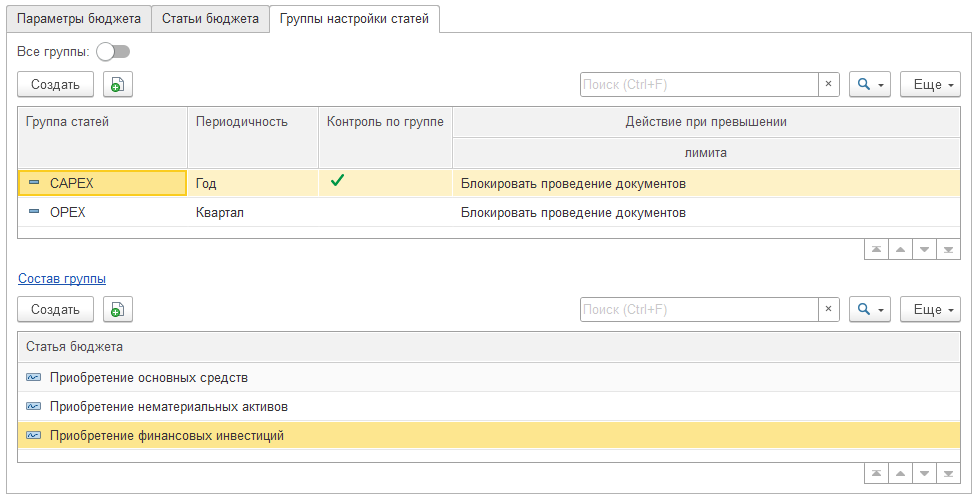 Параметры бюджета Статьи бюджета Группы настройки статей
Все группы:
Создать Поиск (Ctrl+F) × Еще
Группа статей Периодичность Контроль по группе Действие при превышении
лимита
CAPEX Год Блокировать проведение документов
OPEX Квартал Блокировать проведение документов
Состав группы
Создать Поиск (Ctrl+F) × Еще
Статья бюджета
Приобретение основных средств
Приобретение нематериальных активов
Приобретение финансовых инвестиций